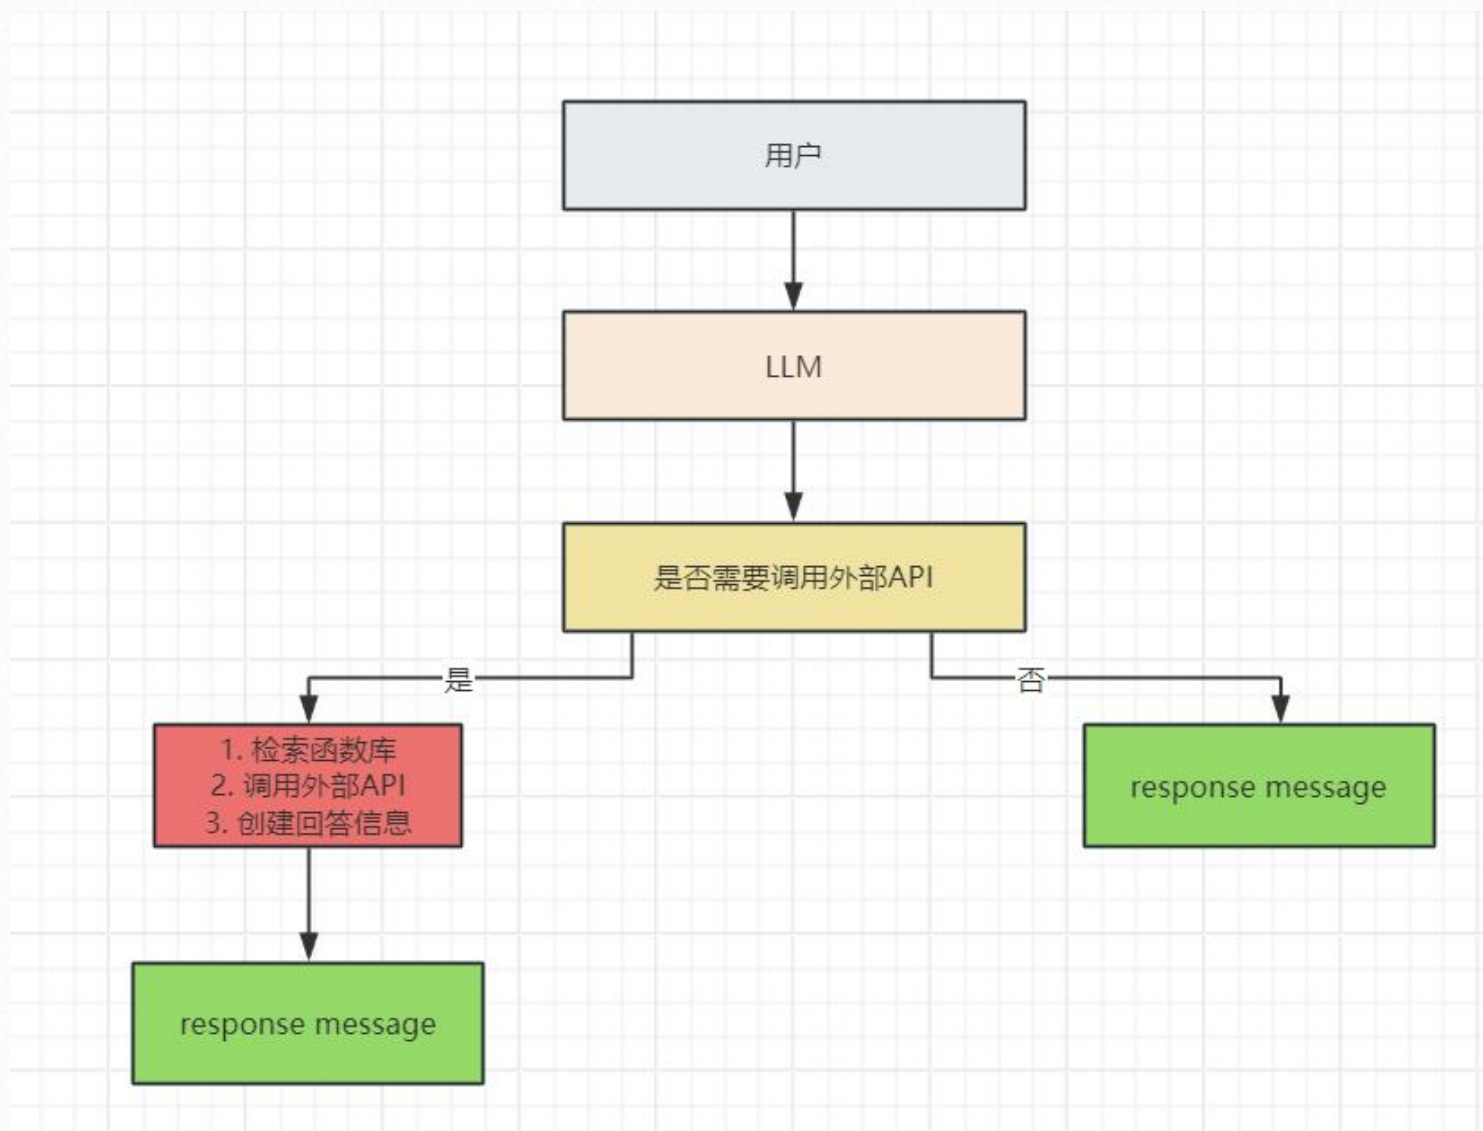 用户
LLM
是否需要调用外部API
是
否
1. 检索函数库
2. 调用外部API
3. 创建回答信息
response message
response message